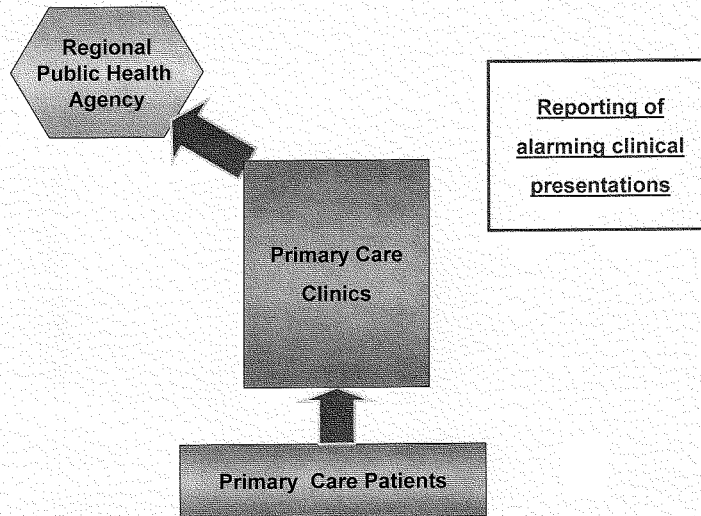 Regional
Public Health
Agency
Reporting of
alarming clinical
presentations
Primary Care
Clinics
Primary Care Patients